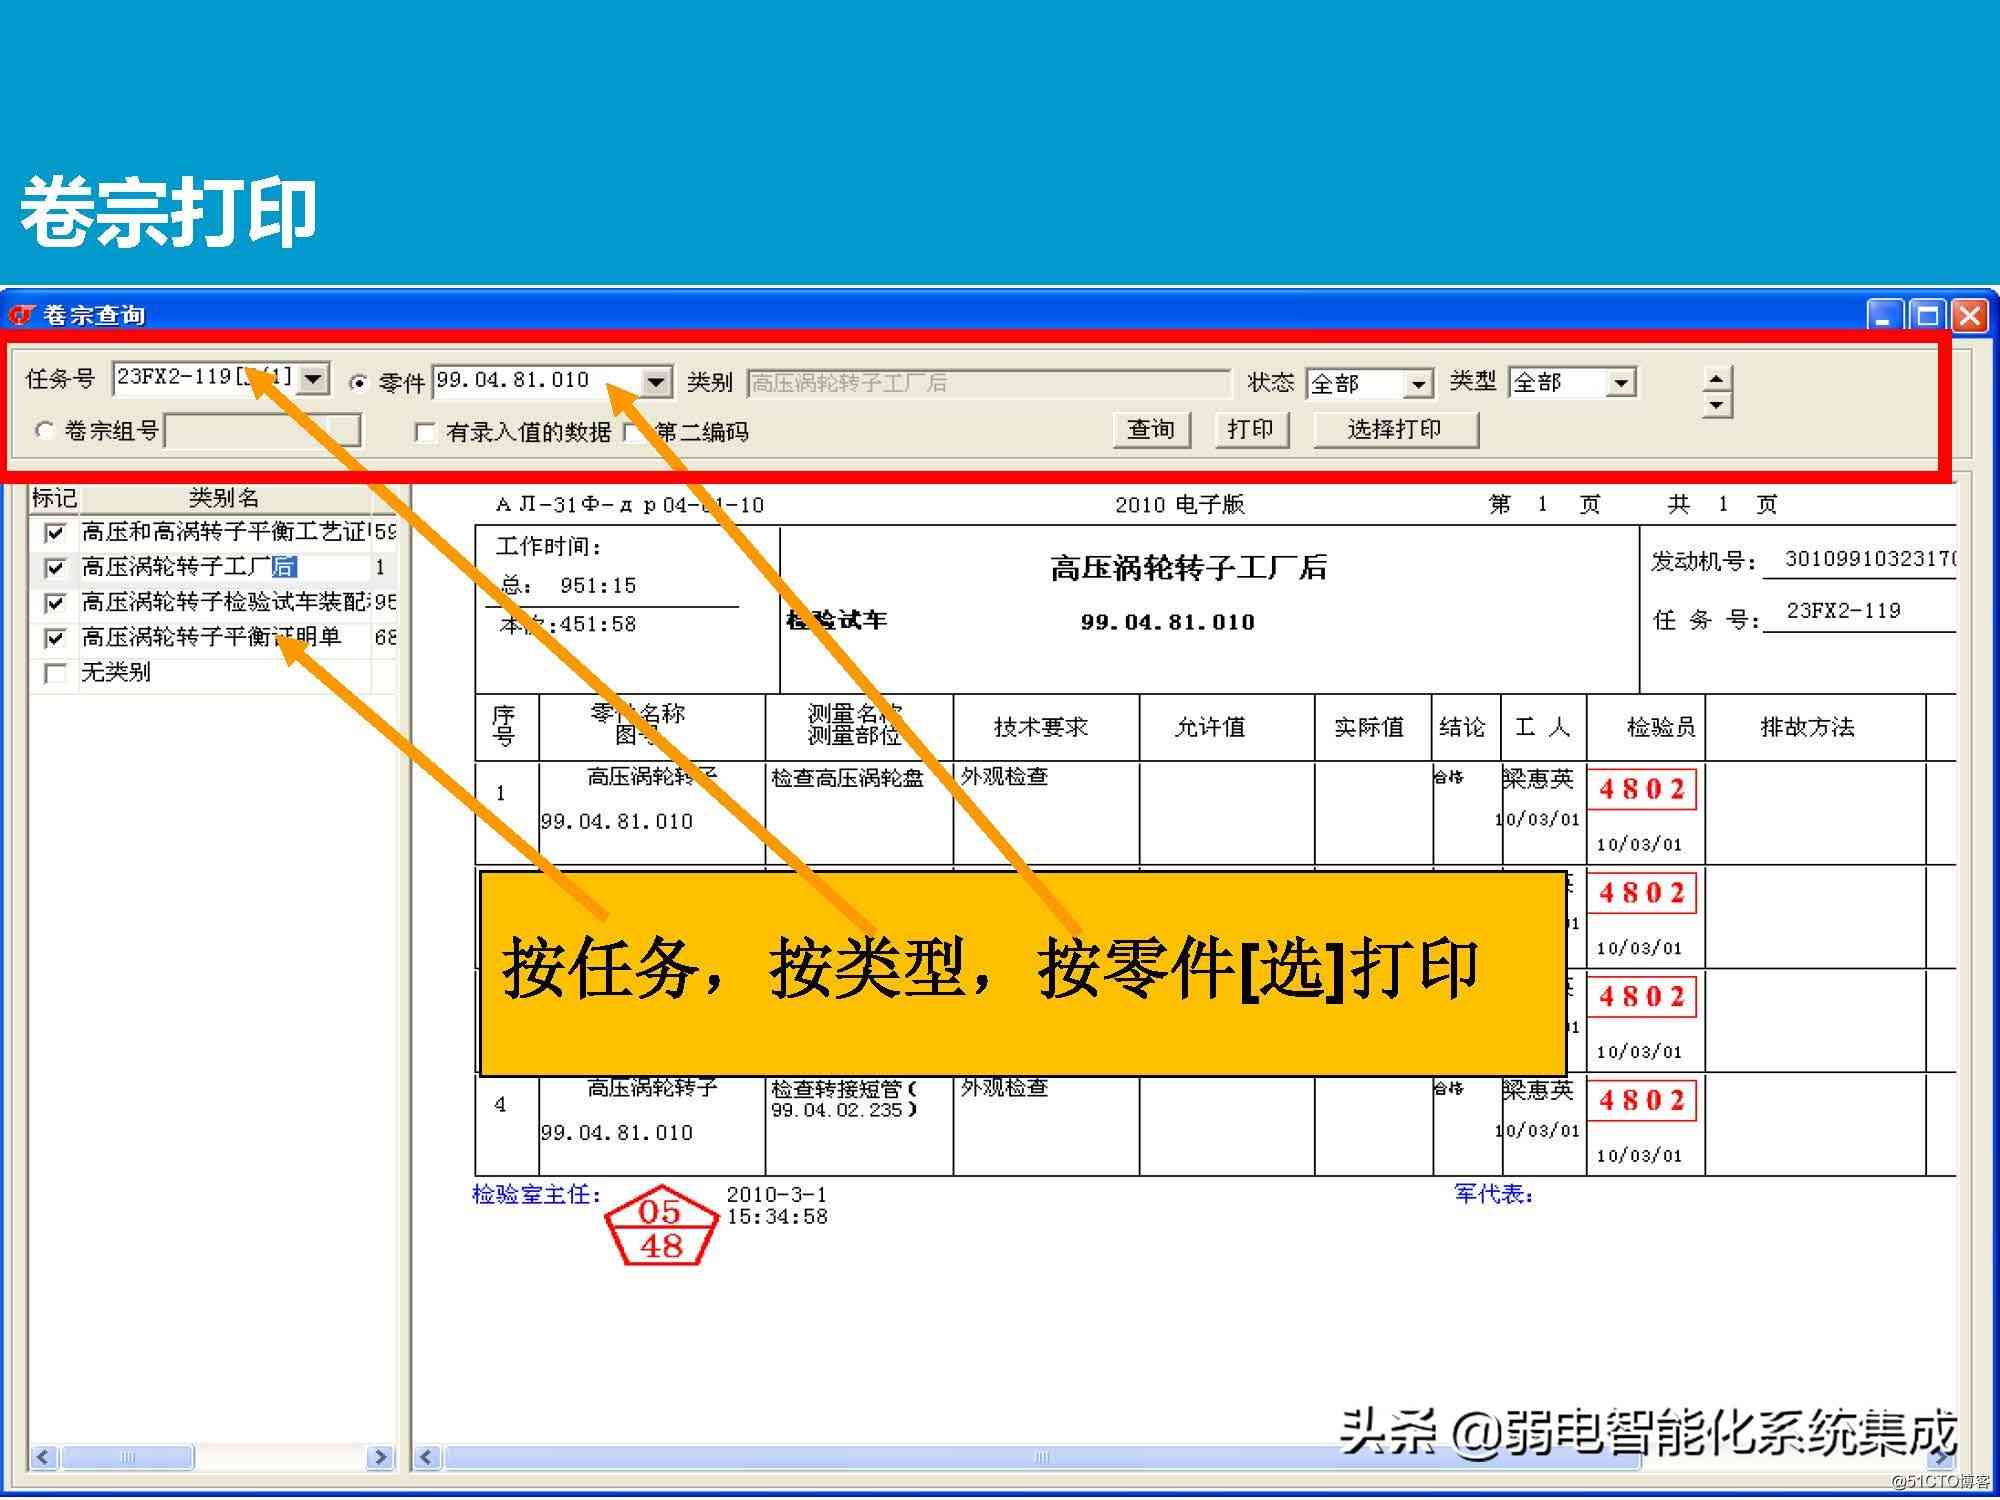 卷宗打印
卷宗查询
任务号 23FX2-119 零件 99.04.81.010 类别 高压涡轮转子工厂后 状态 全部 类型 全部
卷宗组号 有录入值的数据 第二编码 查询 打印 选择打印
标记 类别名
高压和高涡转子平衡工艺证 59
高压涡轮转子工厂后 1
高压涡轮转子检验试车装配 95
高压涡轮转子平衡证明单 68
无类别
АЛ-31Ф-др04-01-10 2010 电子版 第 1 页 共 1 页
工作时间:
总: 951:15
本次:451:58
高压涡轮转子工厂后
检验试车 99.04.81.010
发动机号: 3010991032317
任 务 号: 23FX2-119
序号 零件名称 图号 测量名称 测量部位 技术要求 允许值 实际值 结论 工 人 检验员 排故方法
1 高压涡轮转子 检查高压涡轮盘 外观检查 合格 梁惠英 4802
99.04.81.010 10/03/01
10/03/01
4802
10/03/01
4802
10/03/01
按任务，按类型，按零件[选]打印
4 高压涡轮转子 检查转接短管( 外观检查 合格 梁惠英 4802
99.04.02.235)
99.04.81.010 10/03/01
10/03/01
检验室主任: 05 48 2010-3-1
15:34:58
军代表:
头条 @弱电智能化系统集成
@51CTO博客